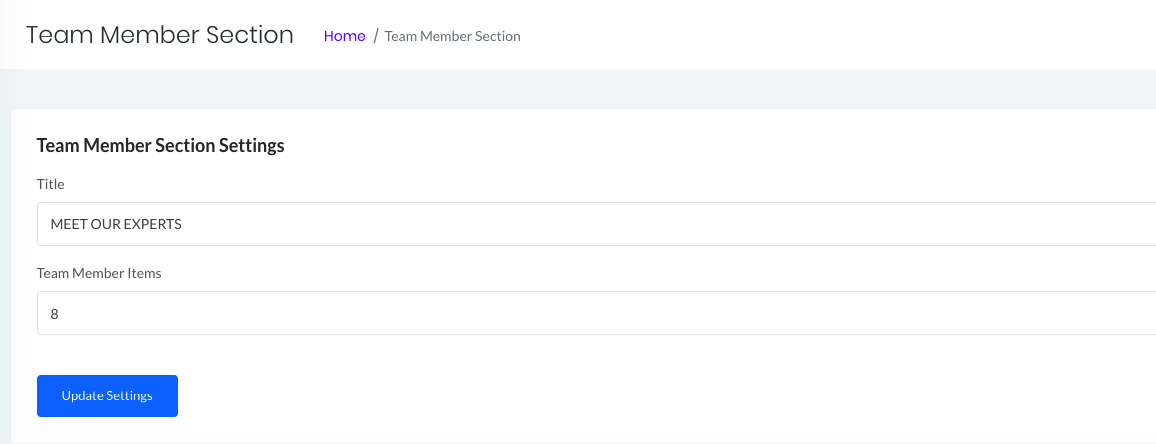 Team Member Section Home / Team Member Section
Team Member Section Settings
Title
MEET OUR EXPERTS
Team Member Items
8
Update Settings